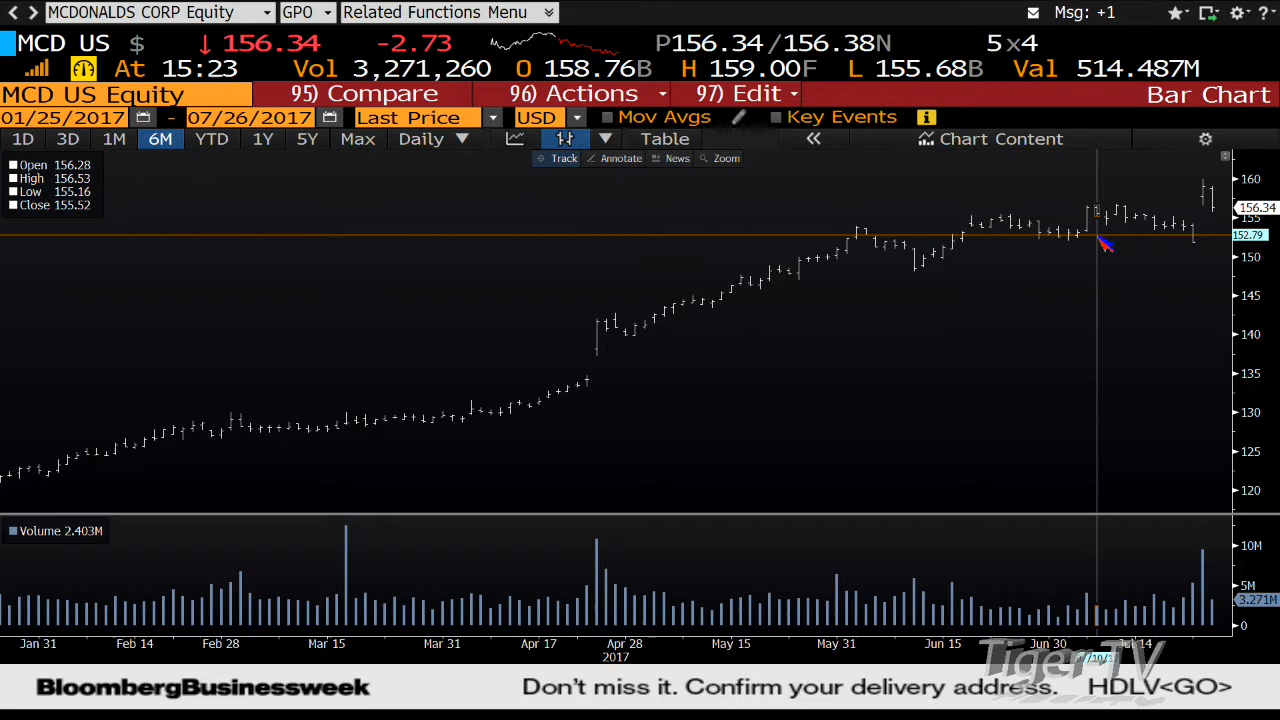 MCDONALDS CORP Equity GPO Related Functions Menu Msg: +1 ?
MCD US $ ↓ 156.34 -2.73 P156.34/156.38N 5x4
At 15:23 Vol 3,271,260 O 158.76B H 159.00F L 155.68B Val 514.487M
MCD US Equity 95) Compare 96) Actions 97) Edit Bar Chart
01/25/2017 - 07/26/2017 Last Price USD Mov Avgs Key Events
1D 3D 1M 6M YTD 1Y 5Y Max Daily ▼ Table « Chart Content
Track Annotate News Zoom
Open 156.28
High 156.53
Low 155.16
Close 155.52
160
156.34
155
152.79
150
145
140
135
130
125
120
Volume 2.403M
10M
5M
3.271M
0
Jan 31 Feb 14 Feb 28 Mar 15 Mar 31 Apr 17 Apr 28 May 15 May 31 Jun 15 Jun 30 Jul 14
2017
TigerTV
BloombergBusinessweek Don't miss it. Confirm your delivery address. HDLV<GO>